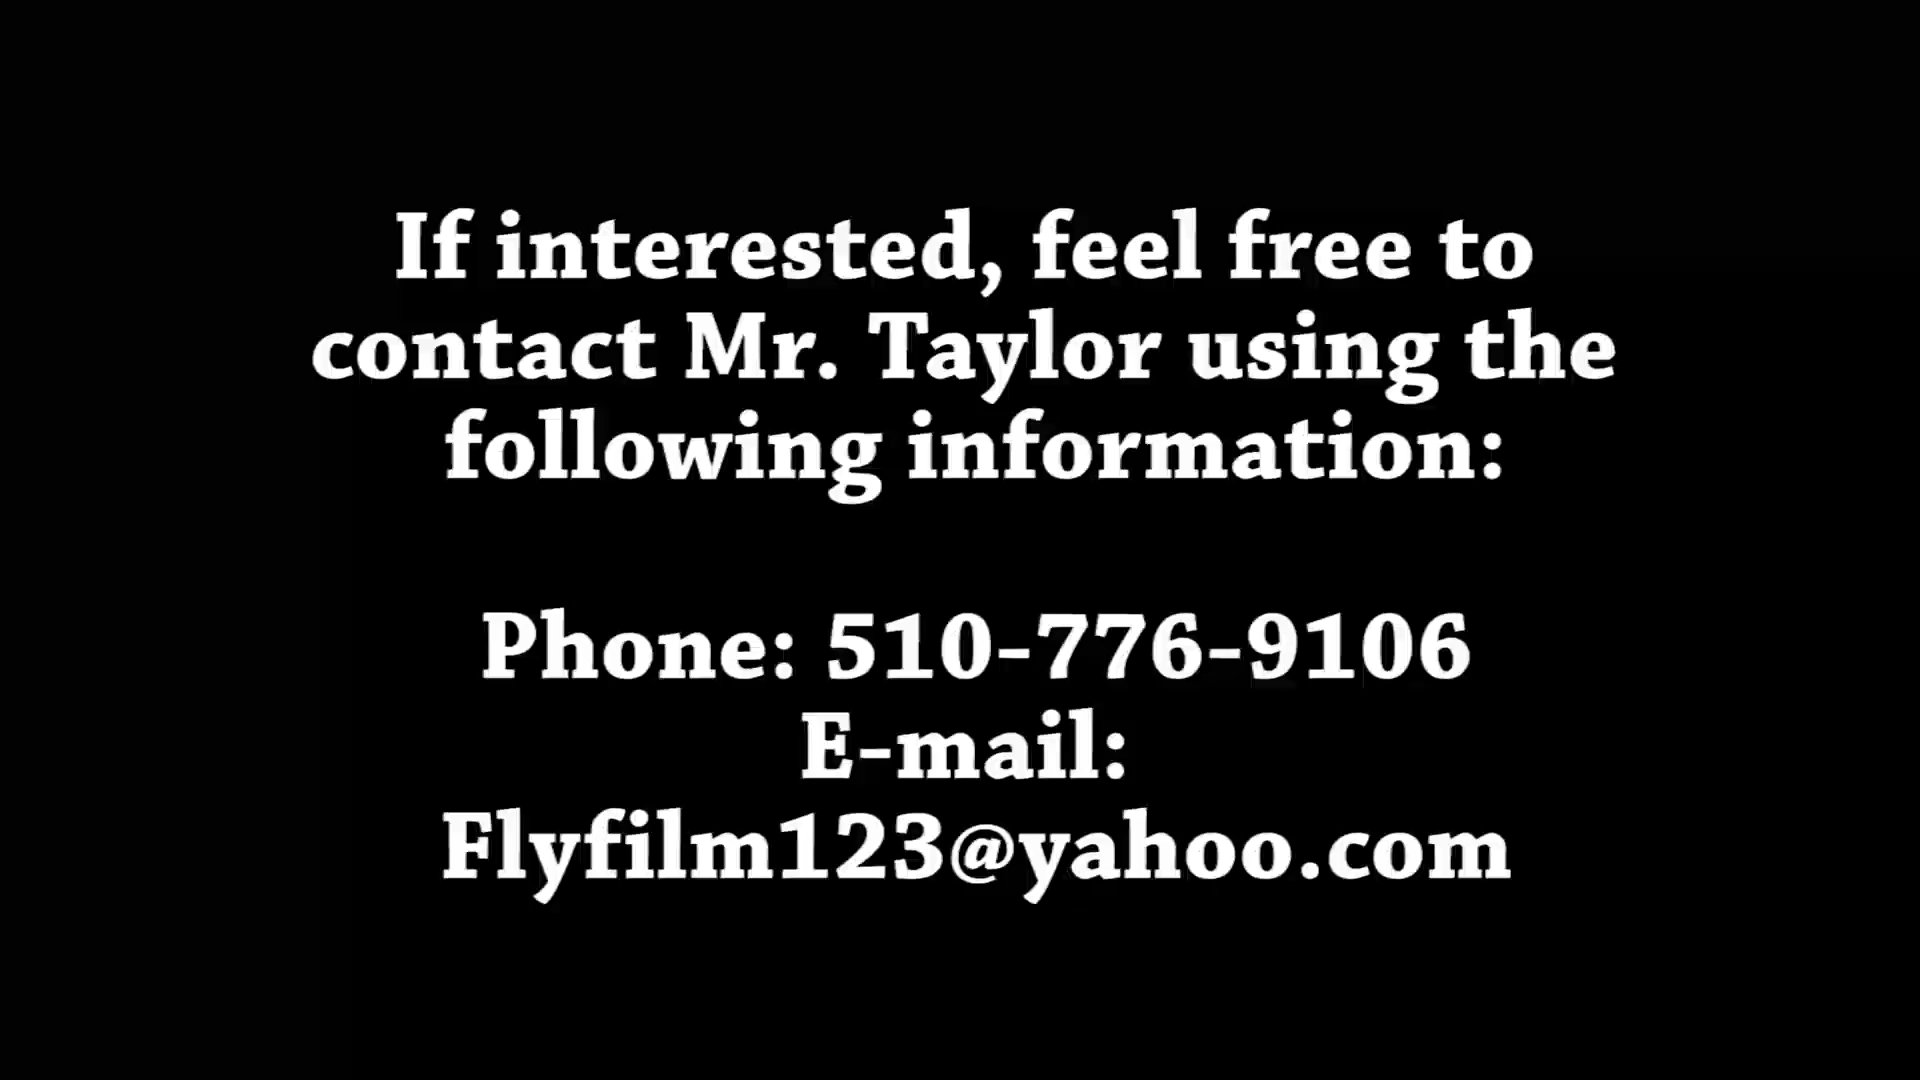 If interested, feel free to
contact Mr. Taylor using the
following information:
Phone: 510-776-9106
E-mail:
Flyfilm123@yahoo.com